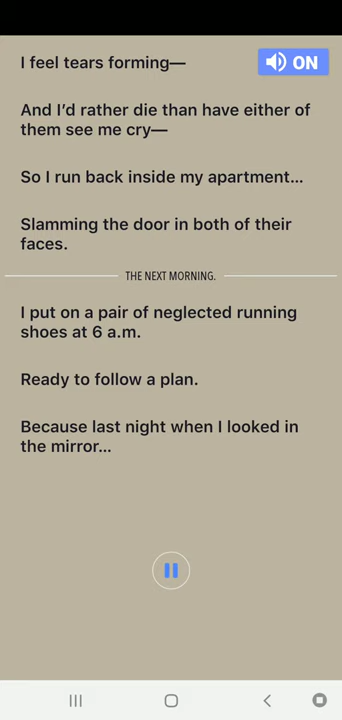 I feel tears forming—
ON
And I'd rather die than have either of
them see me cry—
So I run back inside my apartment...
Slamming the door in both of their
faces.
THE NEXT MORNING.
I put on a pair of neglected running
shoes at 6 a.m.
Ready to follow a plan.
Because last night when I looked in
the mirror...